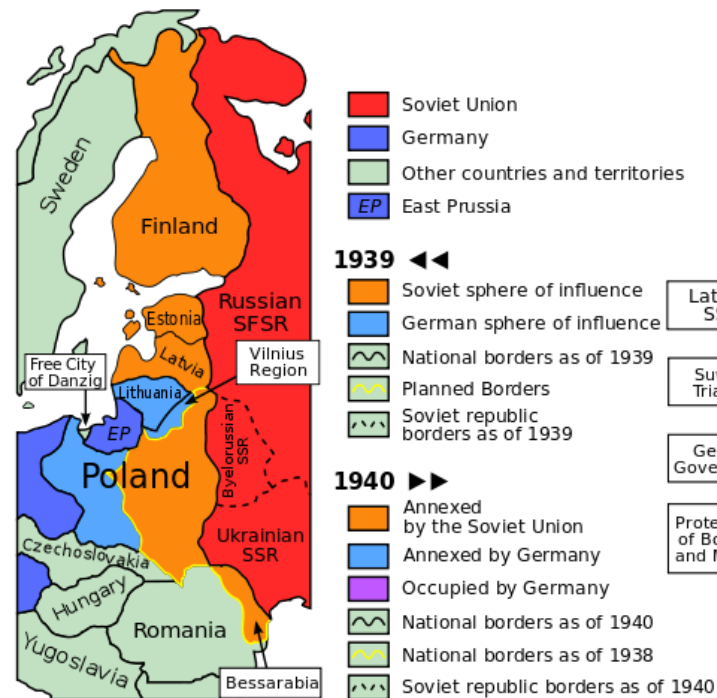 Sweden
Finland
Estonia
Latvia
Lithuania
Russian
SFSR
Vilnius
Region
Free City
of Danzig
EP
Poland
Byelorussian
SSR
Ukrainian
SSR
Czechoslovakia
Hungary
Romania
Yugoslavia
Bessarabia
Soviet Union
Germany
Other countries and territories
EP East Prussia
1939 ◄◄
Soviet sphere of influence
German sphere of influence
National borders as of 1939
Planned Borders
Soviet republic
borders as of 1939
1940 ►►
Annexed
by the Soviet Union
Annexed by Germany
Occupied by Germany
National borders as of 1940
National borders as of 1938
Soviet republic borders as of 1940
of
and